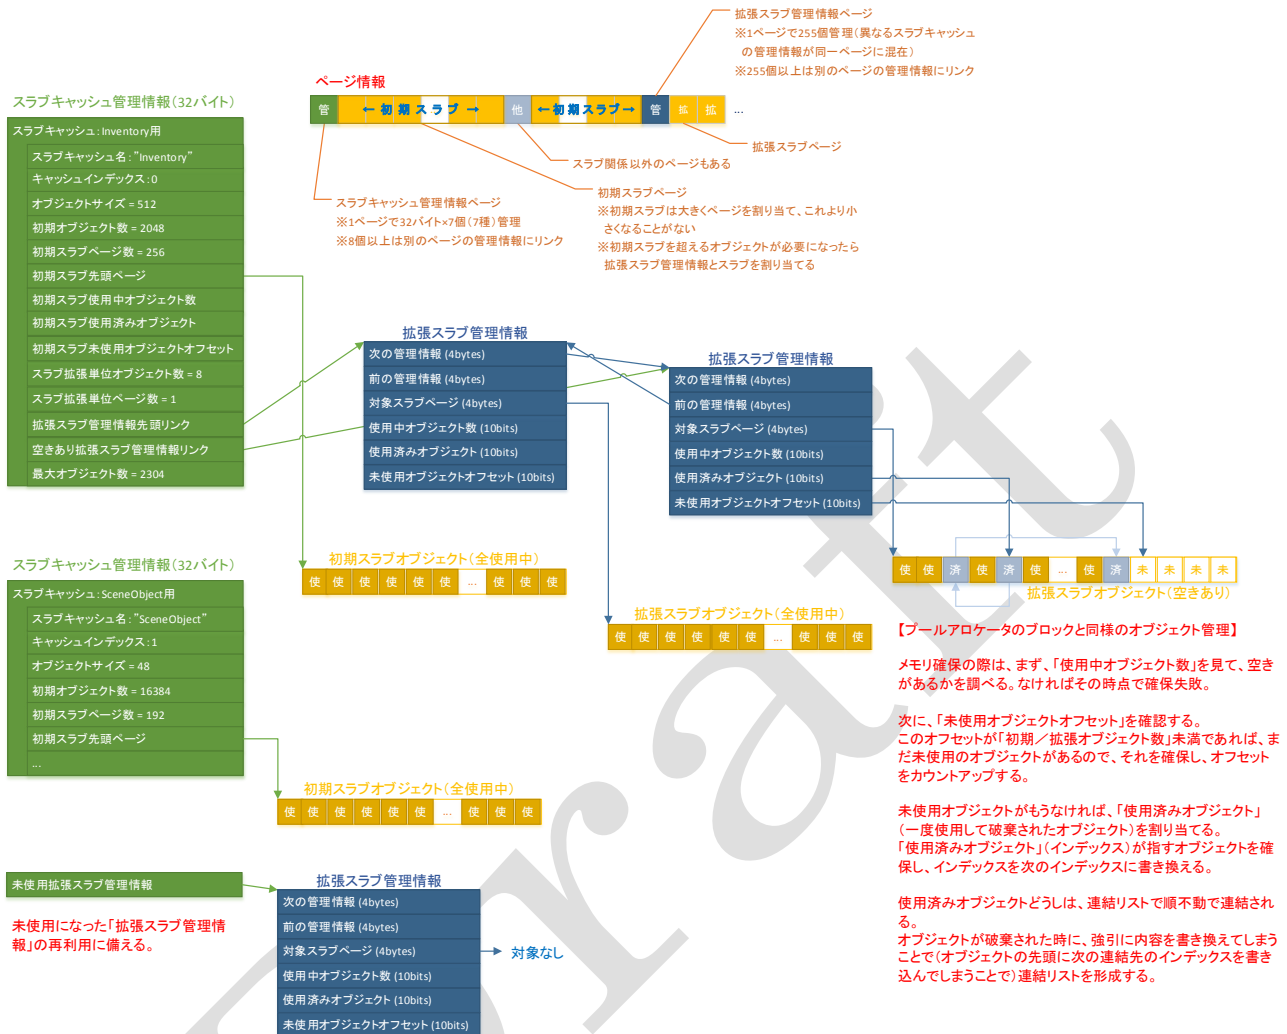 拡張スラブ管理情報ページ
※1ページで255個管理(異なるスラブキャッシュ
の管理情報が同一ページに混在)
※255個以上は別のページの管理情報にリンク
ページ情報
管 ←初期スラブ→ 他 ←初期スラブ→ 管 拡 拡 ...
拡張スラブページ
スラブ関係以外のページもある
スラブキャッシュ管理情報ページ
※1ページで32バイト×7個(7種)管理
※8個以上は別のページの管理情報にリンク
初期スラブページ
※初期スラブは大きくページを割り当て、これより小
さくなることがない
※初期スラブを超えるオブジェクトが必要になったら
拡張スラブ管理情報とスラブを割り当てる
スラブキャッシュ管理情報(32バイト)
スラブキャッシュ:Inventory用
スラブキャッシュ名:”Inventory”
キャッシュインデックス:0
オブジェクトサイズ = 512
初期オブジェクト数 = 2048
初期スラブページ数 = 256
初期スラブ先頭ページ
初期スラブ使用中オブジェクト数
初期スラブ使用済みオブジェクト
初期スラブ未使用オブジェクトオフセット
スラブ拡張単位オブジェクト数 = 8
スラブ拡張単位ページ数 = 1
拡張スラブ管理情報先頭リンク
空きあり拡張スラブ管理情報リンク
最大オブジェクト数 = 2304
拡張スラブ管理情報
次の管理情報 (4bytes)
前の管理情報 (4bytes)
対象スラブページ (4bytes)
使用中オブジェクト数 (10bits)
使用済みオブジェクト (10bits)
未使用オブジェクトオフセット (10bits)
拡張スラブ管理情報
次の管理情報 (4bytes)
前の管理情報 (4bytes)
対象スラブページ (4bytes)
使用中オブジェクト数 (10bits)
使用済みオブジェクト (10bits)
未使用オブジェクトオフセット (10bits)
初期スラブオブジェクト(全使用中)
使 使 使 使 使 使 ... 使 使 使
拡張スラブオブジェクト(全使用中)
使 使 使 使 使 使 ... 使 使 使
使 使 済 使 済 使 ... 使 済 未 未 未 未
拡張スラブオブジェクト(空きあり)
スラブキャッシュ管理情報(32バイト)
スラブキャッシュ:SceneObject用
スラブキャッシュ名:”SceneObject”
キャッシュインデックス:1
オブジェクトサイズ = 48
初期オブジェクト数 = 16384
初期スラブページ数 = 192
初期スラブ先頭ページ
...
初期スラブオブジェクト(全使用中)
使 使 使 使 使 使 ... 使 使 使
未使用拡張スラブ管理情報
未使用になった「拡張スラブ管理情
報」の再利用に備える。
拡張スラブ管理情報
次の管理情報 (4bytes)
前の管理情報 (4bytes)
対象スラブページ (4bytes)
使用中オブジェクト数 (10bits)
使用済みオブジェクト (10bits)
未使用オブジェクトオフセット (10bits)
対象なし
【プールアロケータのブロックと同様のオブジェクト管理】
メモリ確保の際は、まず、「使用中オブジェクト数」を見て、空き
があるかを調べる。なければその時点で確保失敗。
次に、「未使用オブジェクトオフセット」を確認する。
このオフセットが「初期/拡張オブジェクト数」未満であれば、ま
だ未使用のオブジェクトがあるので、それを確保し、オフセット
をカウントアップする。
未使用オブジェクトがもうなければ、「使用済みオブジェクト」
(一度使用して破棄されたオブジェクト)を割り当てる。
「使用済みオブジェクト」(インデックス)が指すオブジェクトを確
保し、インデックスを次のインデックスに書き換える。
使用済みオブジェクトどうしは、連結リストで順不動で連結され
る。
オブジェクトが破棄された時に、強引に内容を書き換えてしまう
ことで(オブジェクトの先頭に次の連結先のインデックスを書き
込んでしまうことで)連結リストを形成する。
Draft